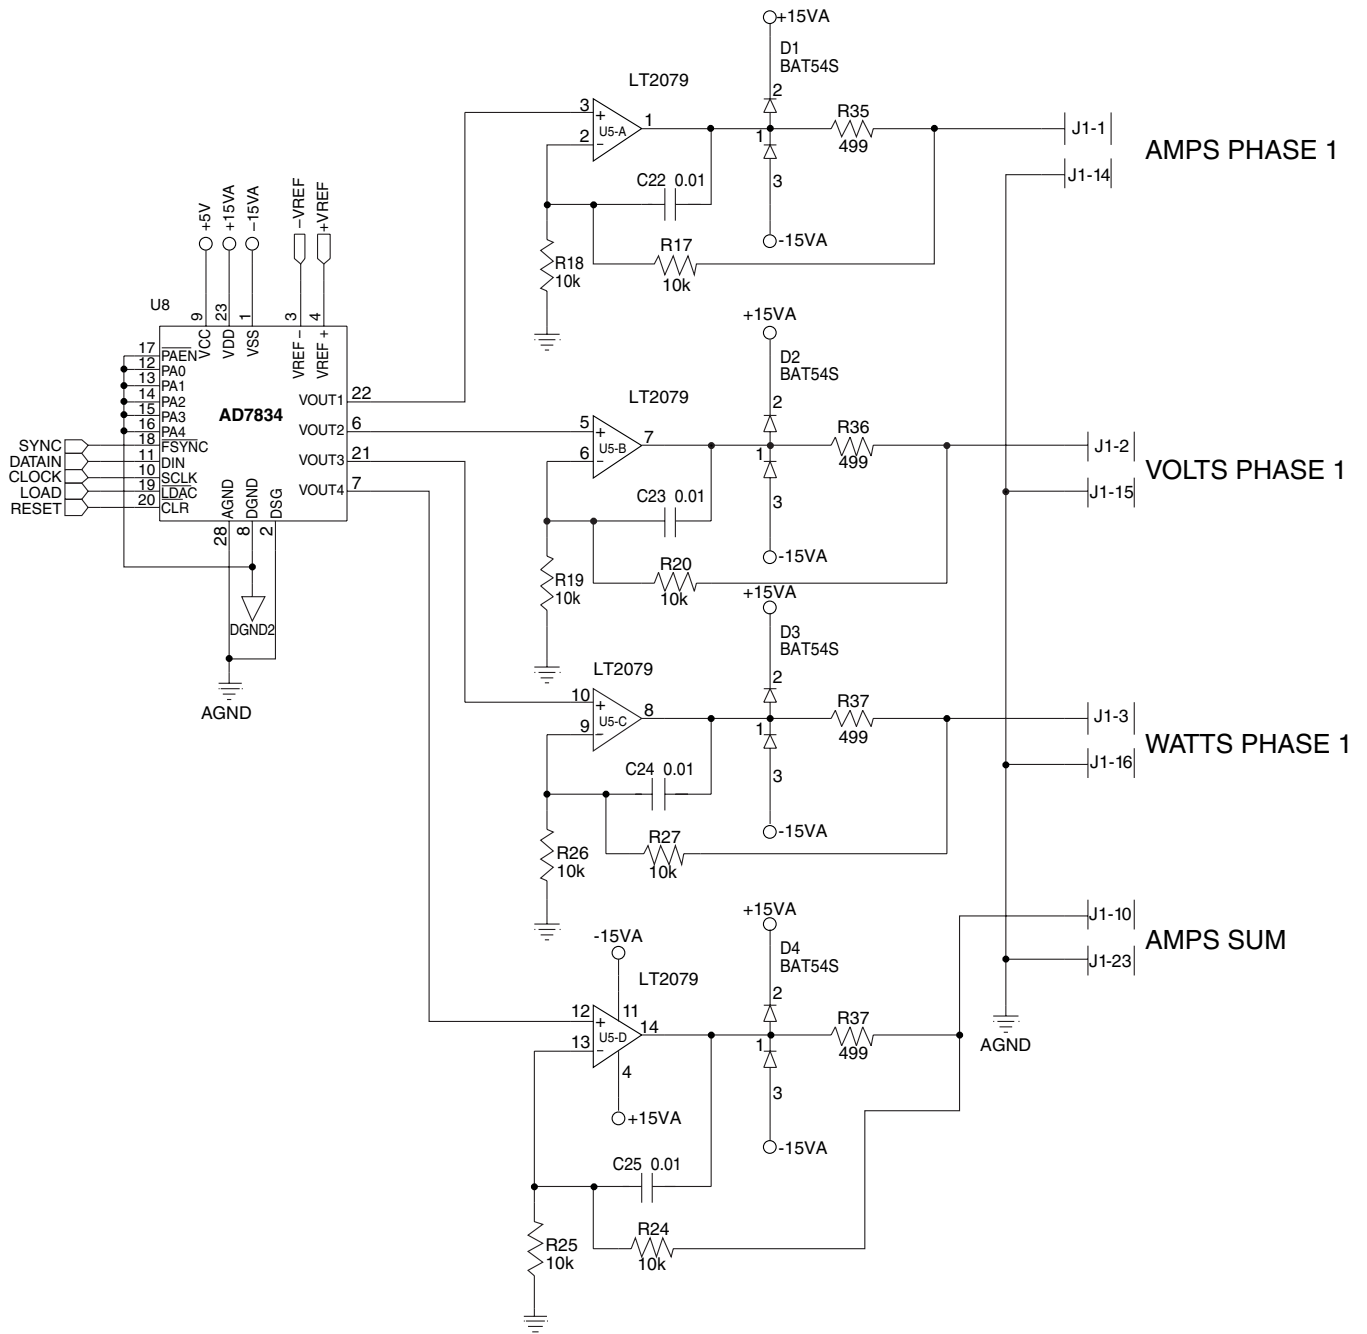 +15VA
D1
BAT54S
LT2079
2
3
+
U5-A
1
2
−
1
R35
499
J1-1
AMPS PHASE 1
J1-14
C22 0.01
3
-15VA
R17
10k
R18
10k
+5V
+15VA
−15VA
−VREF
+VREF
U8
9
23
1
3
4
VCC
VDD
VSS
VREF −
VREF +
17
PAEN
12
PA0
13
PA1
14
PA2
15
PA3
16
PA4
SYNC
18
FSYNC
DATAIN
11
DIN
CLOCK
10
SCLK
LOAD
19
LDAC
RESET
20
CLR
AD7834
VOUT1
22
VOUT2
6
VOUT3
21
VOUT4
7
AGND
DGND
DSG
28
8
2
DGND2
AGND
+15VA
D2
BAT54S
LT2079
2
5
+
U5-B
7
6
−
1
R36
499
J1-2
VOLTS PHASE 1
J1-15
C23 0.01
3
-15VA
R20
10k
R19
10k
+15VA
D3
BAT54S
LT2079
2
10
+
U5-C
8
9
−
1
R37
499
J1-3
WATTS PHASE 1
J1-16
C24 0.01
3
-15VA
R27
10k
R26
10k
+15VA
D4
BAT54S
-15VA
LT2079
2
12
+
11
U5-D
14
13
−
4
+15VA
1
R37
499
J1-10
AMPS SUM
J1-23
AGND
3
-15VA
C25 0.01
R24
10k
R25
10k